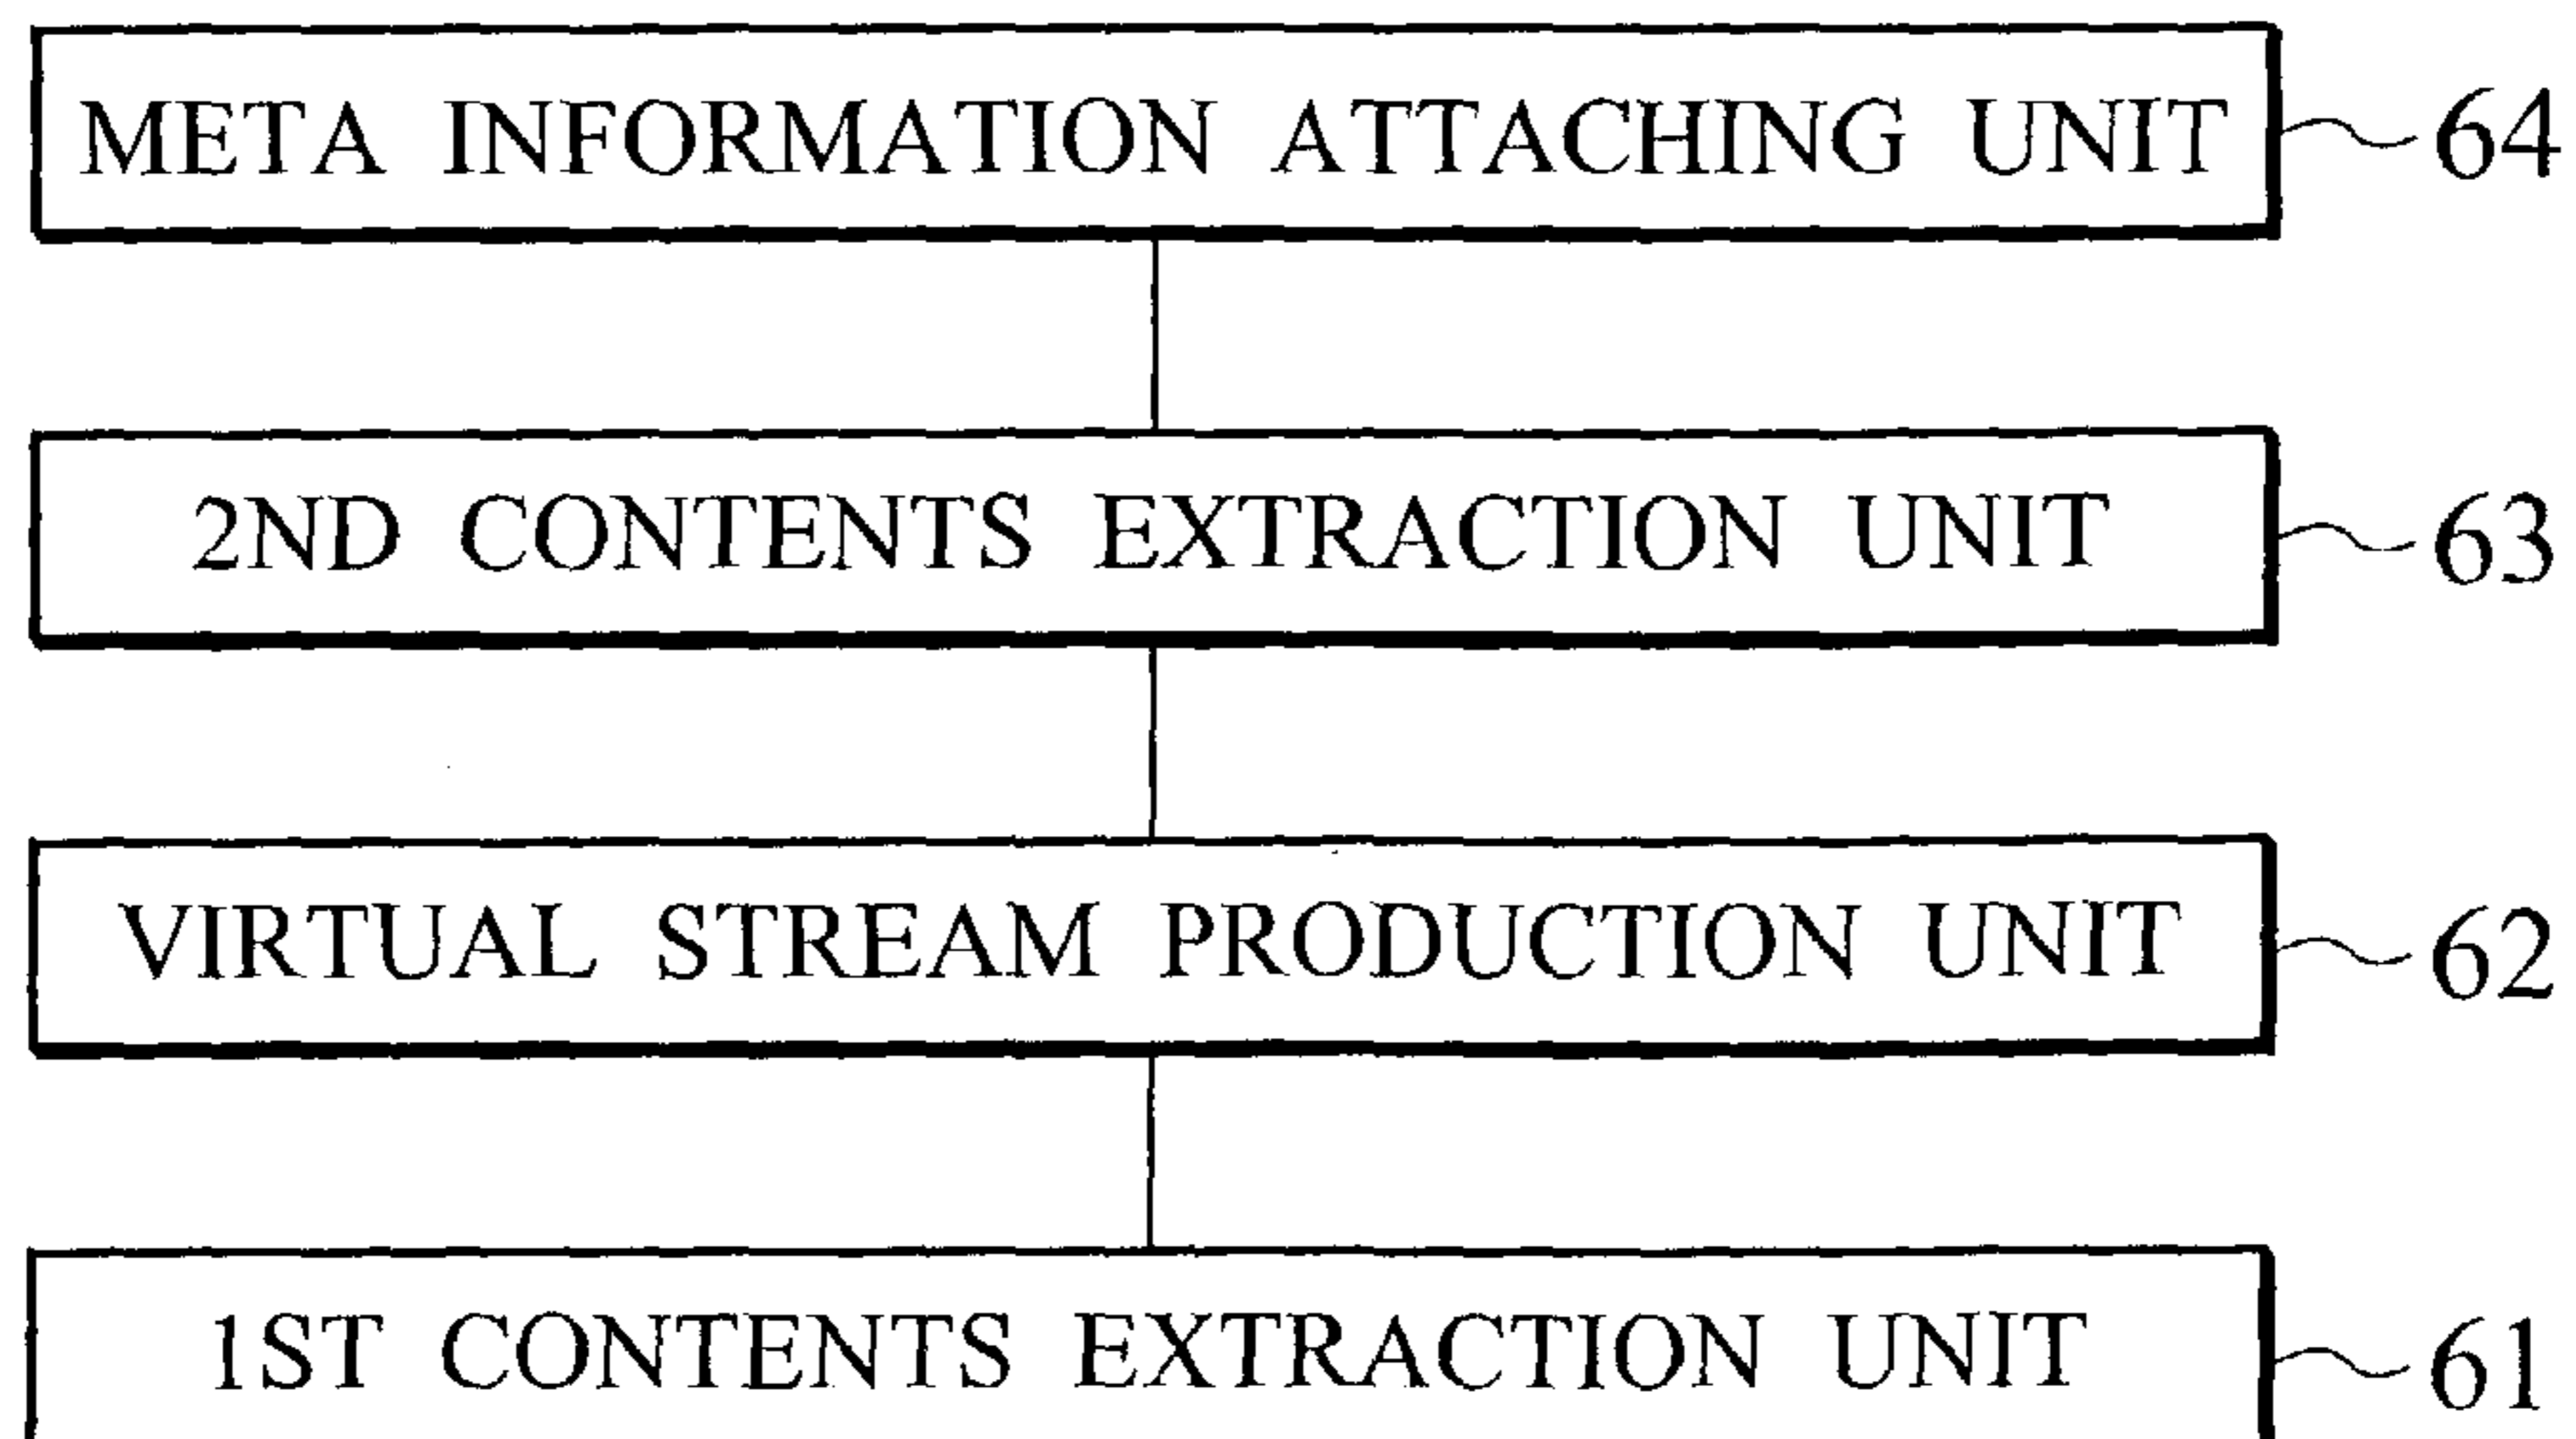 META INFORMATION ATTACHING UNIT 64
2ND CONTENTS EXTRACTION UNIT 63
VIRTUAL STREAM PRODUCTION UNIT 62
1ST CONTENTS EXTRACTION UNIT 61